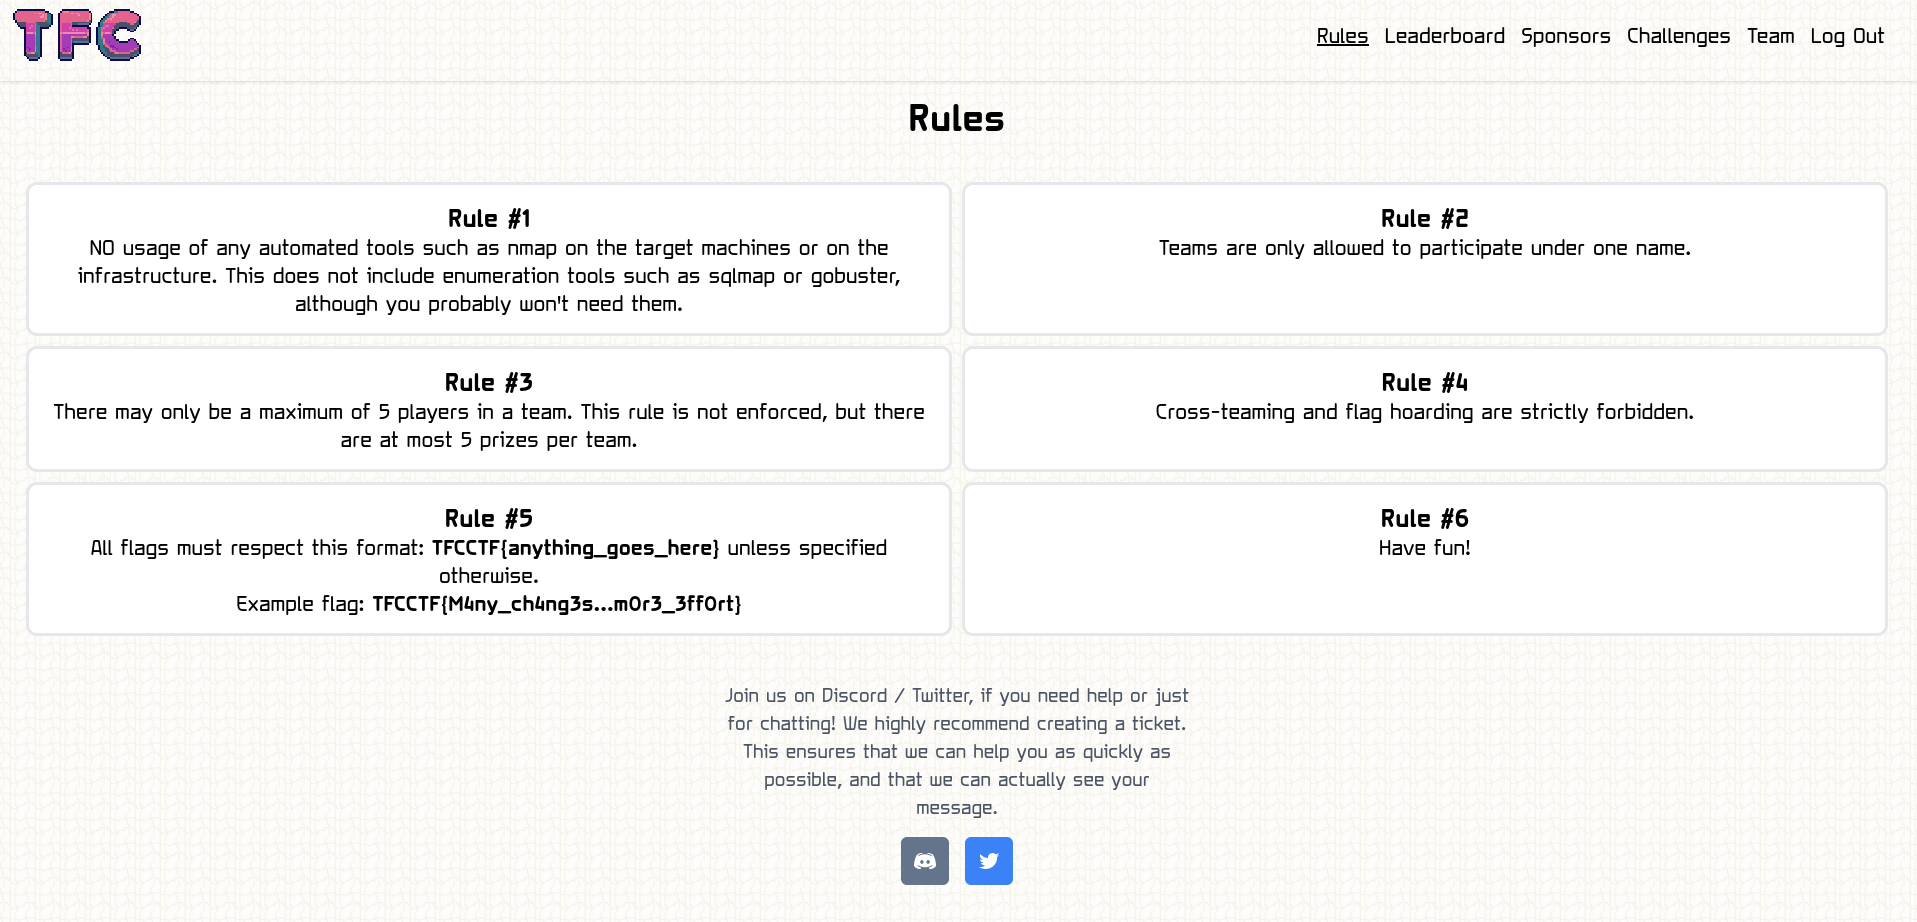 TFC
Rules Leaderboard Sponsors Challenges Team Log Out
Rules
Rule #1
NO usage of any automated tools such as nmap on the target machines or on the
infrastructure. This does not include enumeration tools such as sqlmap or gobuster,
although you probably won't need them.
Rule #2
Teams are only allowed to participate under one name.
Rule #3
There may only be a maximum of 5 players in a team. This rule is not enforced, but there
are at most 5 prizes per team.
Rule #4
Cross-teaming and flag hoarding are strictly forbidden.
Rule #5
All flags must respect this format: TFCCTF{anything_goes_here} unless specified
otherwise.
Example flag: TFCCTF{M4ny_ch4ng3s...m0r3_3ff0rt}
Rule #6
Have fun!
Join us on Discord / Twitter, if you need help or just
for chatting! We highly recommend creating a ticket.
This ensures that we can help you as quickly as
possible, and that we can actually see your
message.